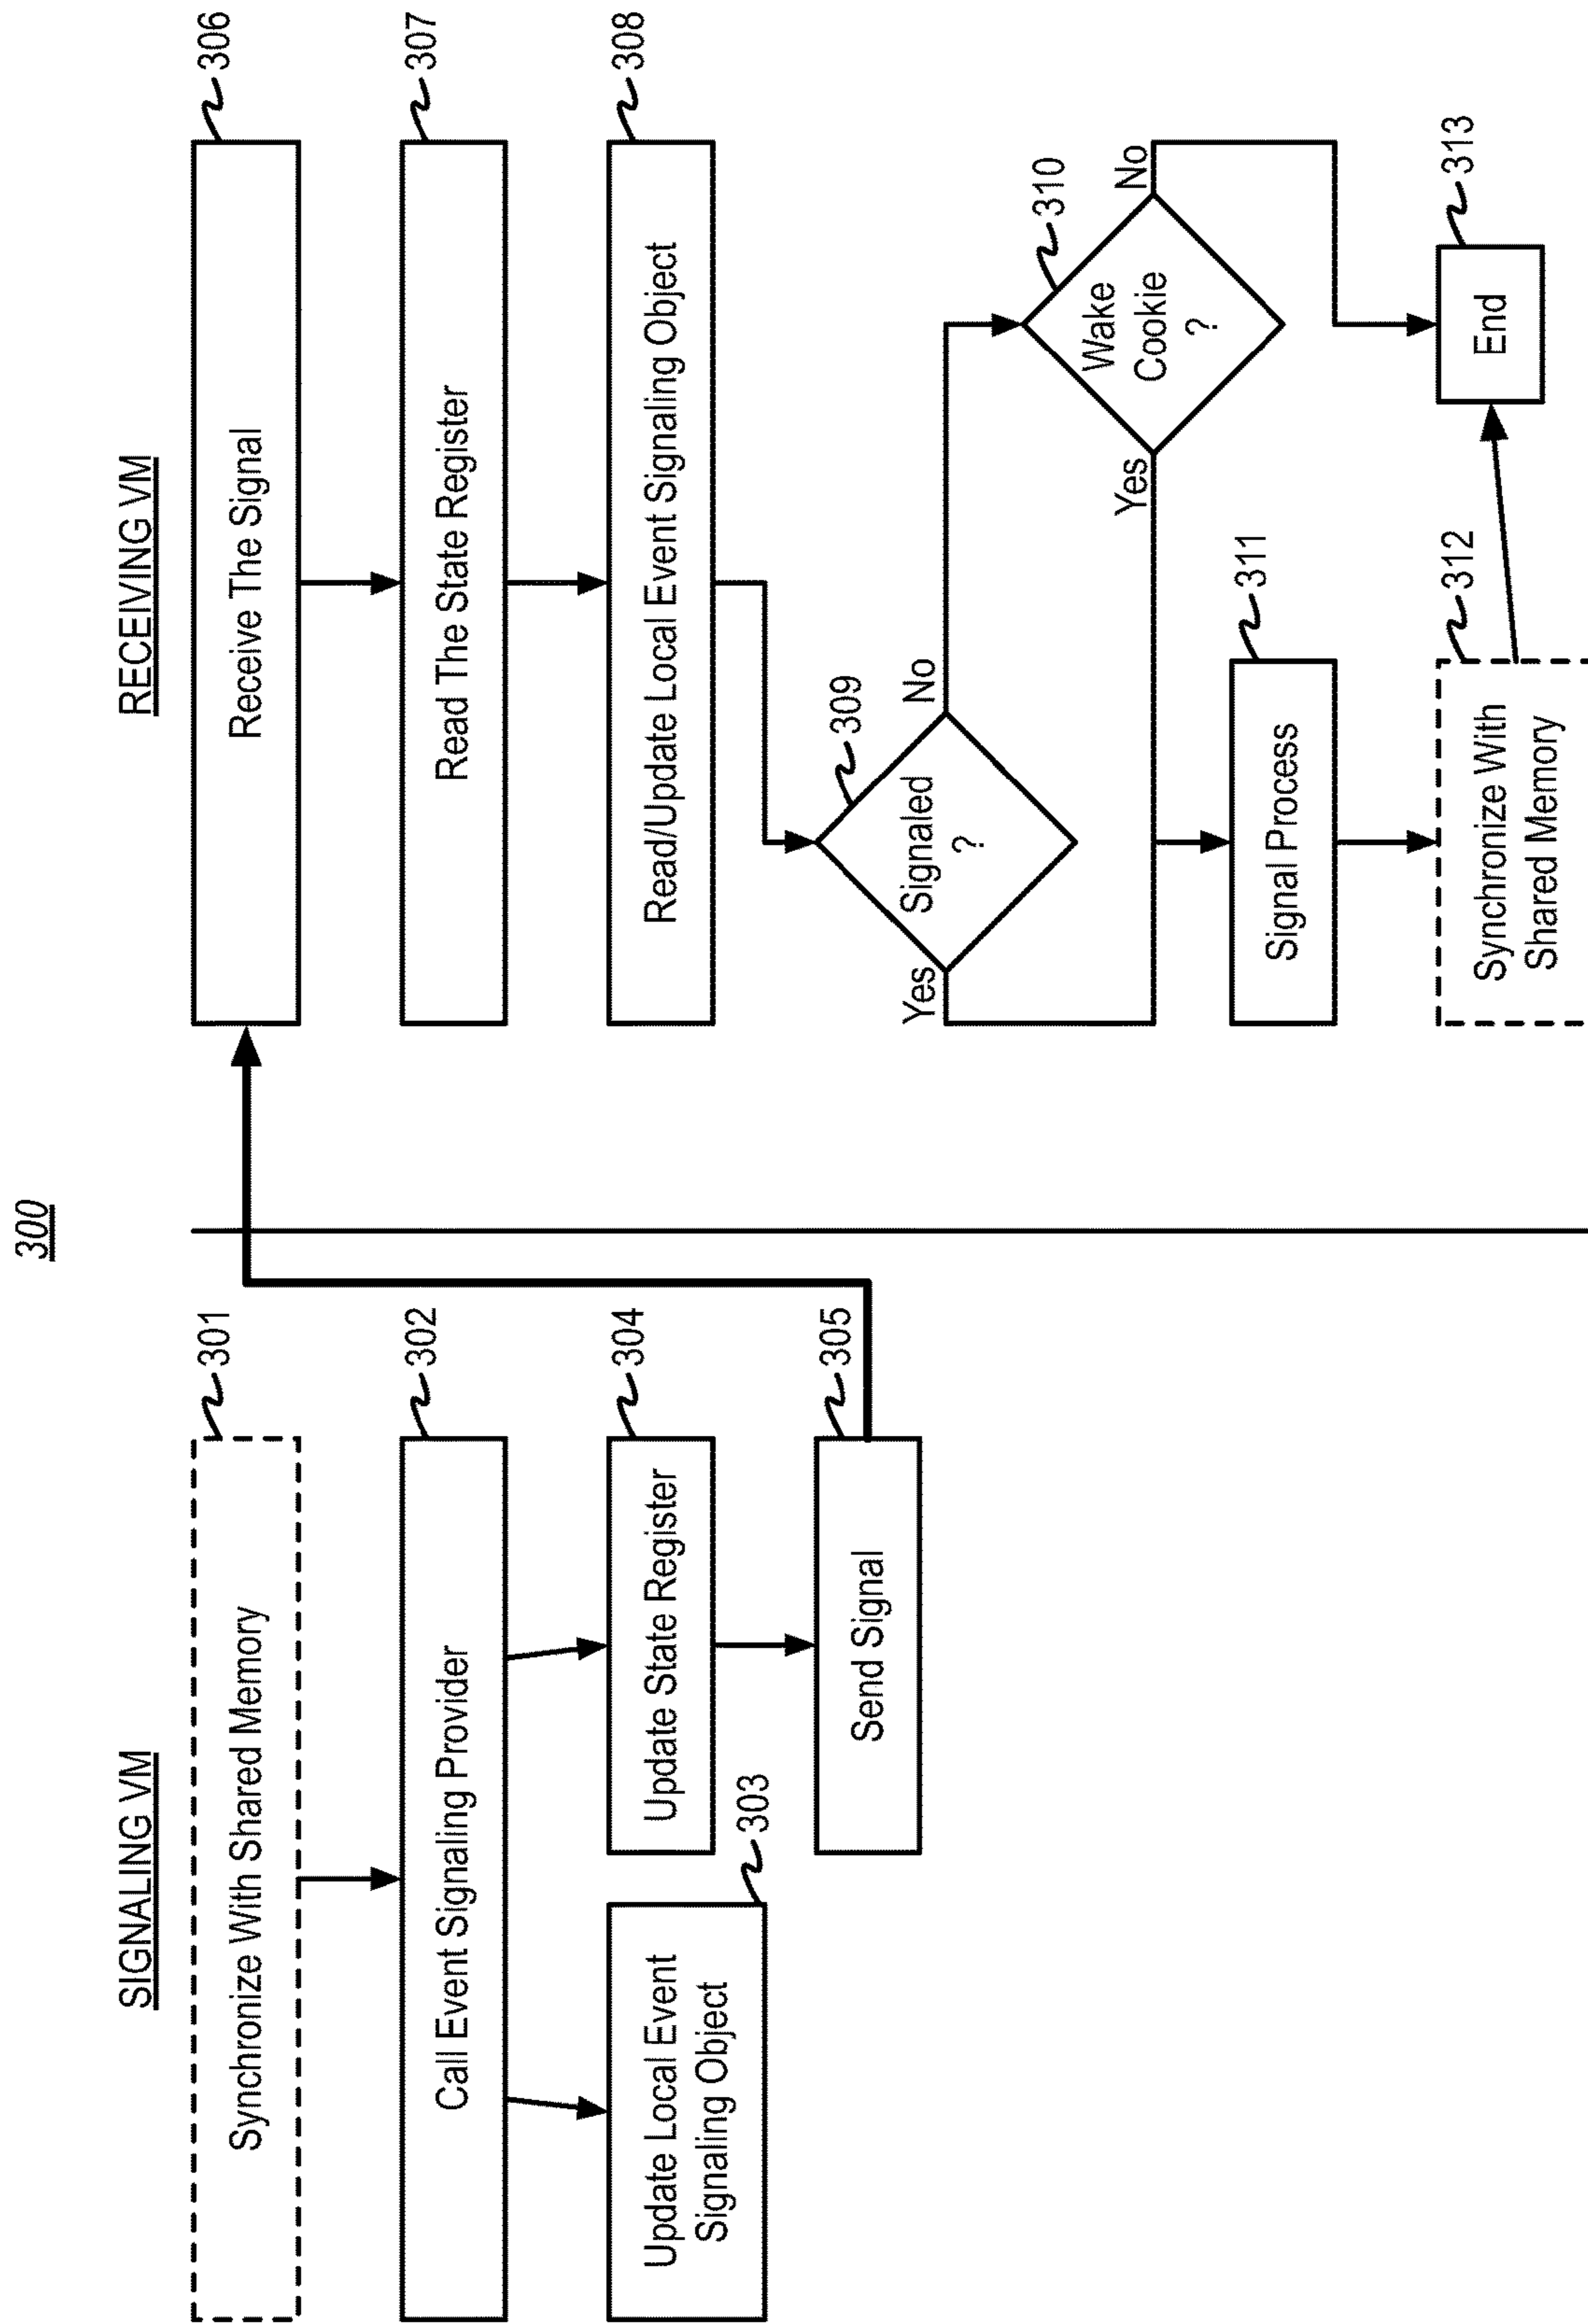 300
SIGNALING VM
301
Synchronize With Shared Memory
302
Call Event Signaling Provider
303
Update Local Event
Signaling Object
304
Update State Register
305
Send Signal
RECEIVING VM
306
Receive The Signal
307
Read The State Register
308
Read/Update Local Event Signaling Object
309
Signaled
?
Yes
No
310
Wake
Cookie
?
Yes
No
311
Signal Process
312
Synchronize With
Shared Memory
313
End